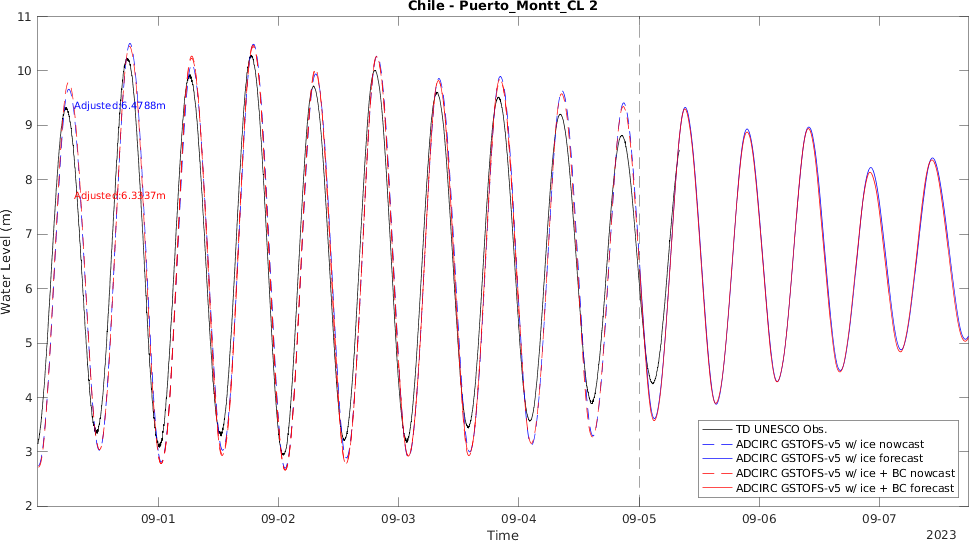 Chile - Puerto_Montt_CL 2
11
10
9
8
7
6
5
4
3
2
Water Level (m)
Adjusted:6.4788m
Adjusted:6.3337m
TD UNESCO Obs.
ADCIRC GSTOFS-v5 w/ ice nowcast
ADCIRC GSTOFS-v5 w/ ice forecast
ADCIRC GSTOFS-v5 w/ ice + BC nowcast
ADCIRC GSTOFS-v5 w/ ice + BC forecast
09-01 09-02 09-03 09-04 09-05 09-06 09-07
Time
2023